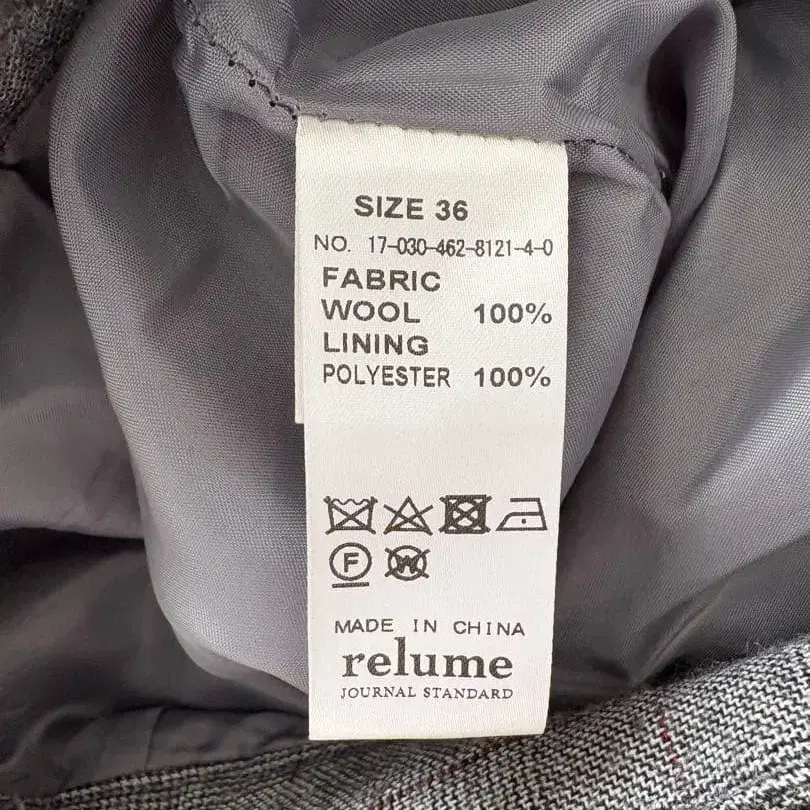 SIZE 36
NO. 17-030-462-8121-4-0
FABRIC
WOOL 100%
LINING
POLYESTER 100%
F W
MADE IN CHINA
relume
JOURNAL STANDARD